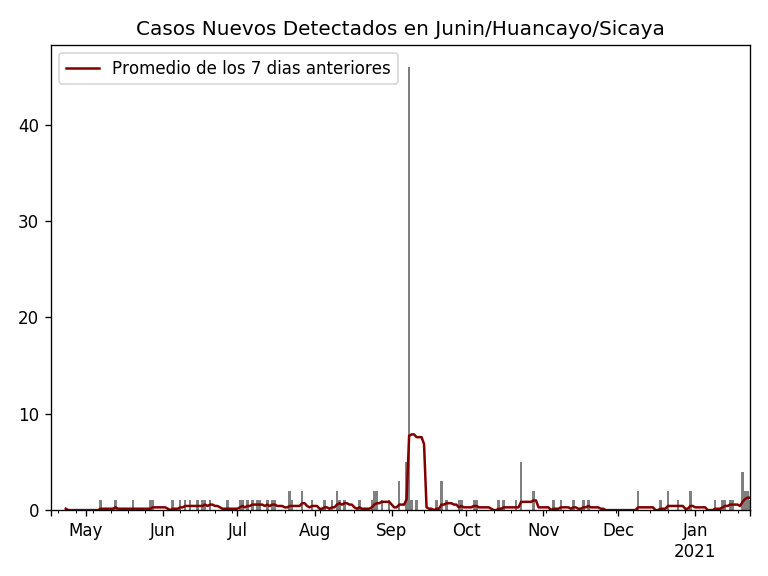 Casos Nuevos Detectados en Junin/Huancayo/Sicaya
Promedio de los 7 dias anteriores
40
30
20
10
0
May Jun Jul Aug Sep Oct Nov Dec Jan
2021